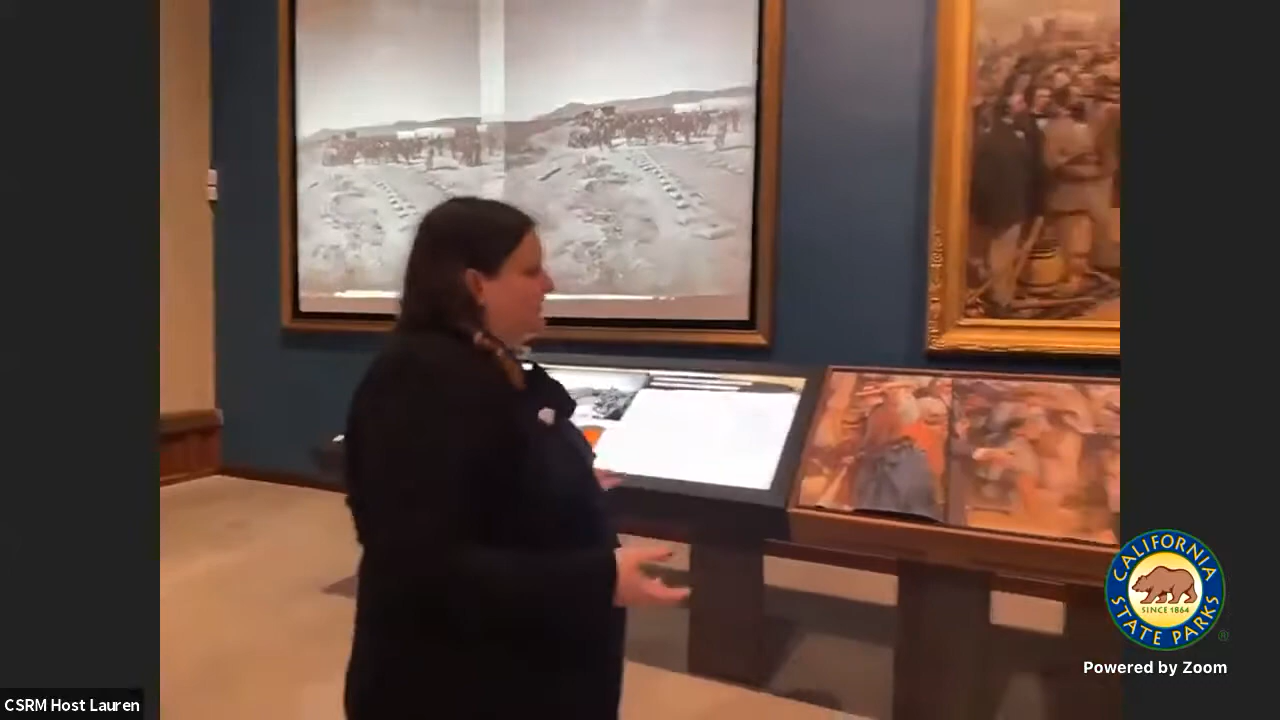 CALIFORNIA
SINCE 1864
STATE PARKS
®
Powered by Zoom
CSRM Host Lauren